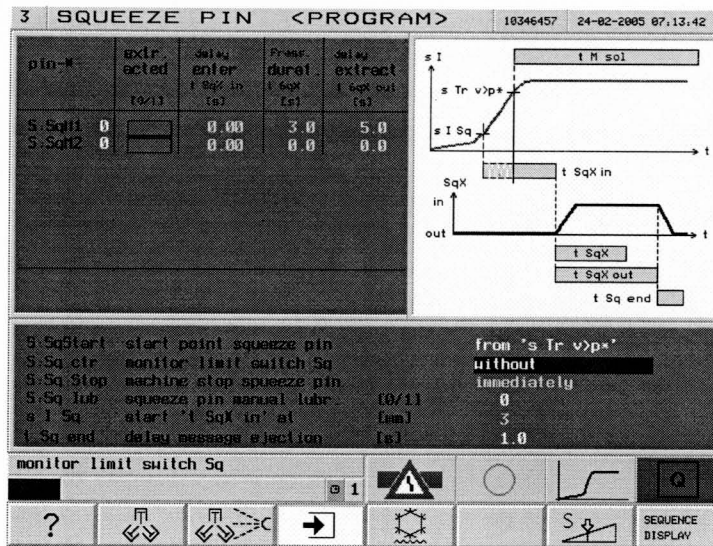 3 SQUEEZE PIN <PROGRAM> 10346457 24-02-2005 07:13:42
pin-* extr. delay Press. delay
acted enter durat. extract
t SqX in t SqX t SqX out
[0/1] [s] [s] [s]
S.SqM1 0 0.00 3.0 5.0
S.SqM2 0 0.00 0.0 0.0
s I
t M sol
s Tr v>p*
s I Sq
t
t SqX in
SqX
in
out
t
t SqX
t SqX out
t Sq end
S.SqStart start point squeeze pin from 's Tr v>p*'
S.Sq ctr monitor limit switch Sq without
S.Sq Stop machine stop spueeze pin immediately
S.Sq lub squeeze pin manual lubr. [0/1] 0
s I Sq start 't SqX in' at [mm] 3
t Sq end delay message ejection [s] 1.0
monitor limit switch Sq
1
Q
?
S
SEQUENCE
DISPLAY